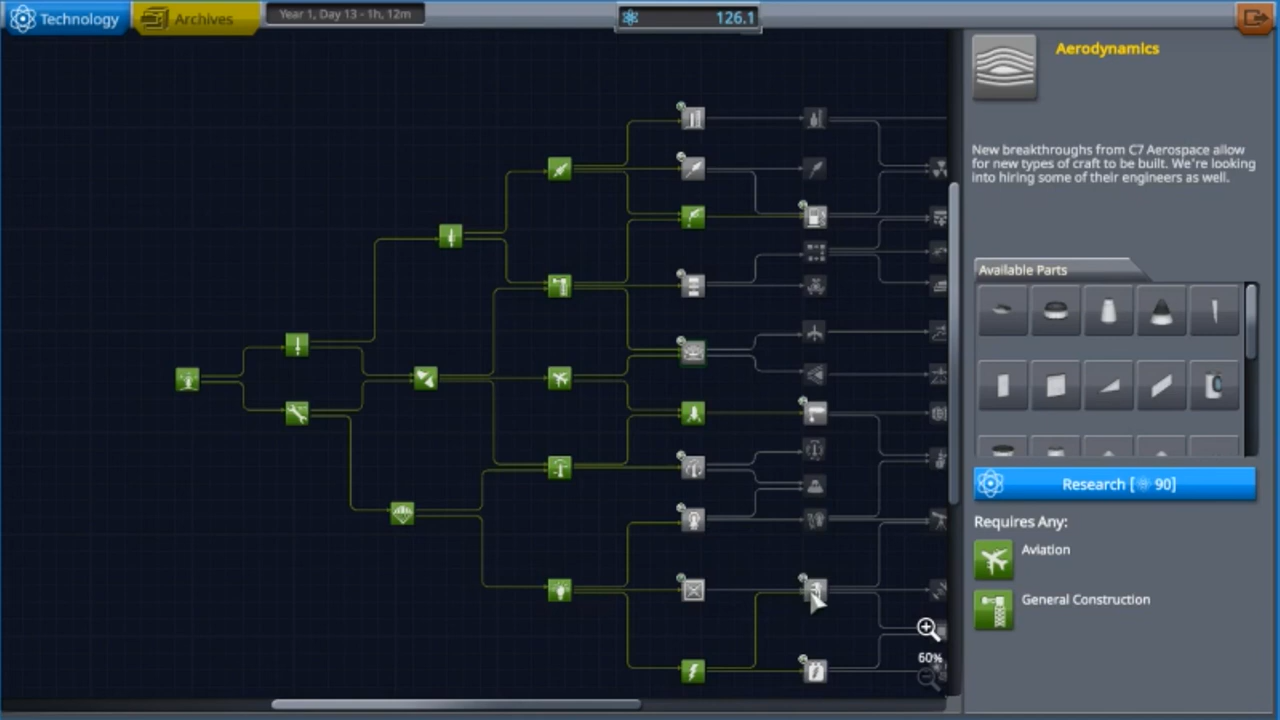 Technology
Archives
Year 1, Day 13 - 1h, 12m
126.1
Aerodynamics
New breakthroughs from C7 Aerospace allow
for new types of craft to be built. We're looking
into hiring some of their engineers as well.
Available Parts
Research [ 90]
Requires Any:
Aviation
General Construction
60%